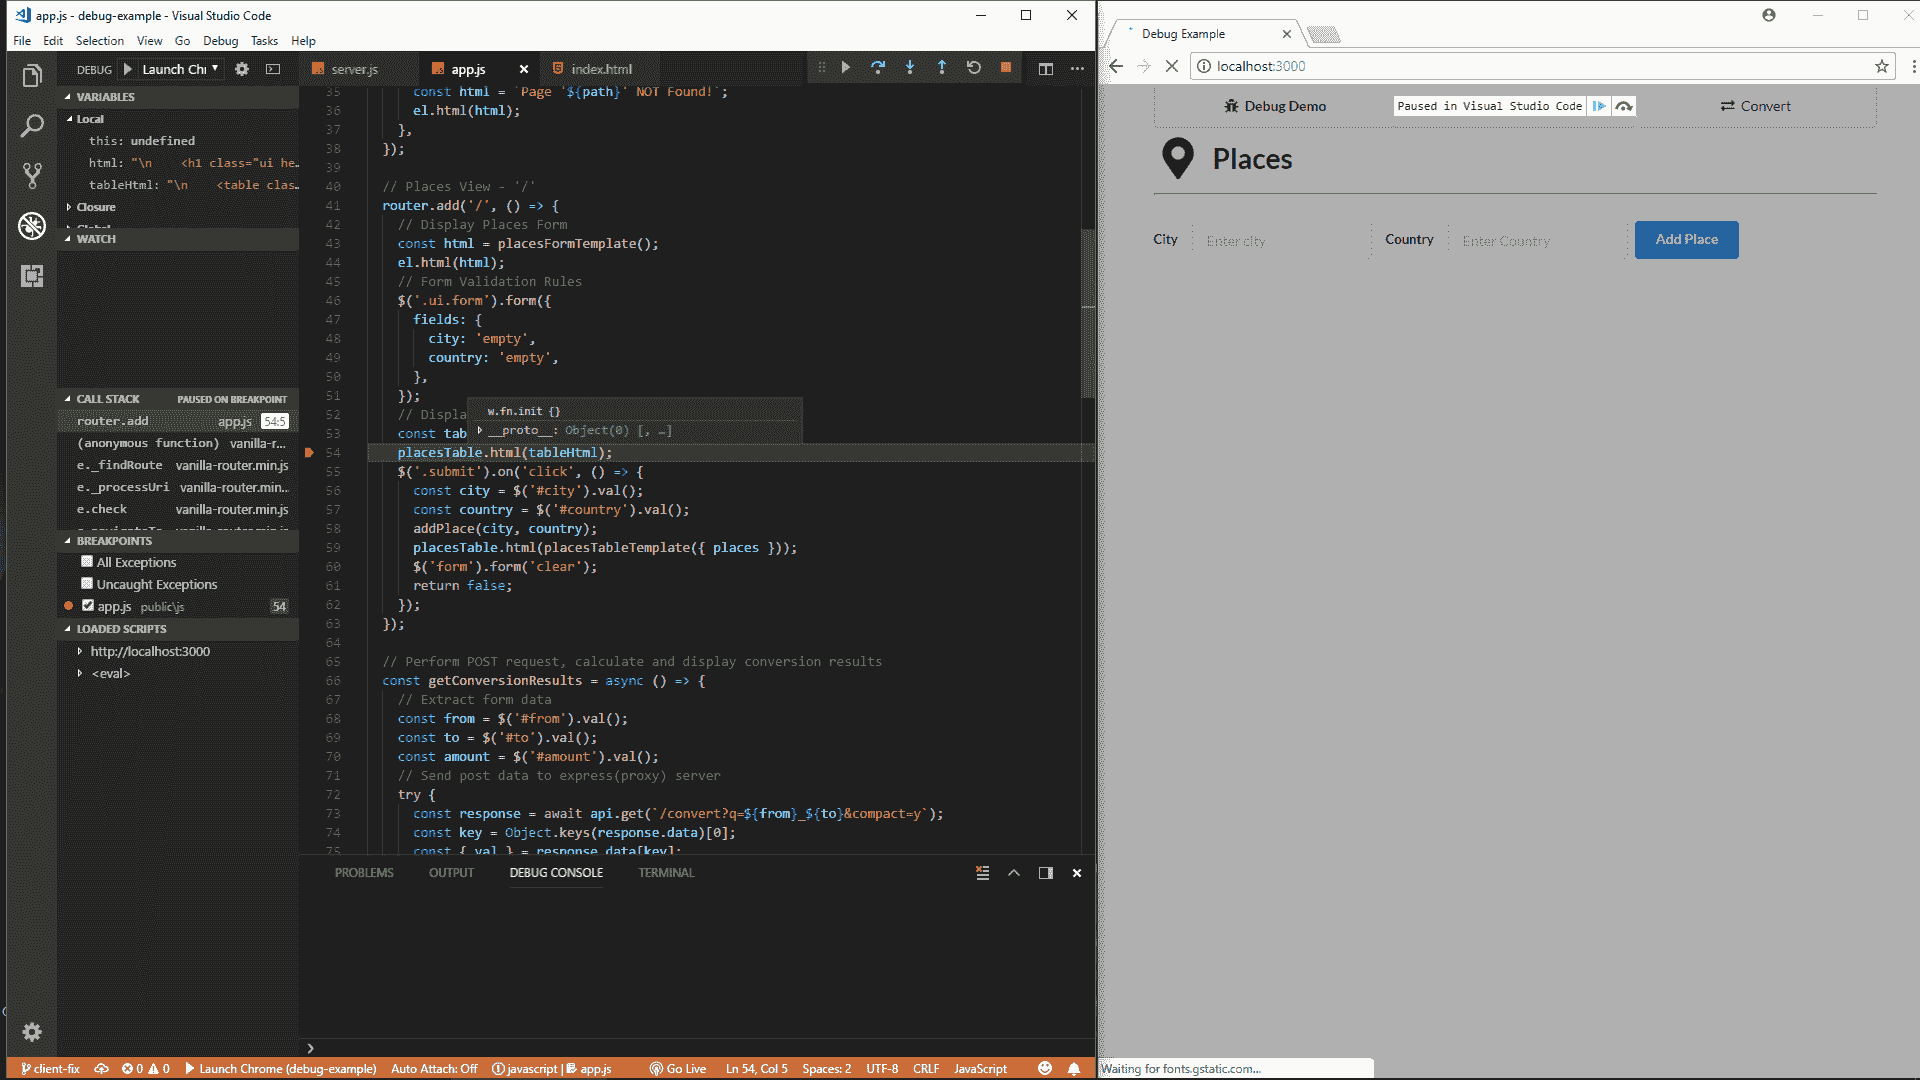 app.js - debug-example - Visual Studio Code
File Edit Selection View Go Debug Tasks Help
DEBUG Launch Chr
VARIABLES
Local
this: undefined
html: "\n <h1 class="ui he…
tableHtml: "\n <table clas…
Closure
WATCH
CALL STACK PAUSED ON BREAKPOINT
router.add app.js 54:5
(anonymous function) vanilla-r...
e._findRoute vanilla-router.min.js
e._processUri vanilla-router.min...
e.check vanilla-router.min.js
e.navigateTo vanilla-router.min.js
BREAKPOINTS
All Exceptions
Uncaught Exceptions
app.js public\js 54
LOADED SCRIPTS
http://localhost:3000
<eval>
server.js app.js index.html
35 const html = `Page '${path}' NOT Found!`;
36 el.html(html);
37 },
38 });
39
40 // Places View - '/'
41 router.add('/', () => {
42 // Display Places Form
43 const html = placesFormTemplate();
44 el.html(html);
45 // Form Validation Rules
46 $('.ui.form').form({
47 fields: {
48 city: 'empty',
49 country: 'empty',
50 },
51 });
52 // Displa
53 const tab
w.fn.init {}
__proto__: Object(0) [, …]
54 placesTable.html(tableHtml);
55 $('.submit').on('click', () => {
56 const city = $('#city').val();
57 const country = $('#country').val();
58 addPlace(city, country);
59 placesTable.html(placesTableTemplate({ places }));
60 $('form').form('clear');
61 return false;
62 });
63 });
64
65 // Perform POST request, calculate and display conversion results
66 const getConversionResults = async () => {
67 // Extract form data
68 const from = $('#from').val();
69 const to = $('#to').val();
70 const amount = $('#amount').val();
71 // Send post data to express(proxy) server
72 try {
73 const response = await api.get(`/convert?q=${from}_${to}&compact=y`);
74 const key = Object.keys(response.data)[0];
75 const { val } = response.data[key];
PROBLEMS OUTPUT DEBUG CONSOLE TERMINAL
client-fix 0 0 Launch Chrome (debug-example) Auto Attach: Off javascript | app.js Go Live Ln 54, Col 5 Spaces: 2 UTF-8 CRLF JavaScript
Debug Example
localhost:3000
Debug Demo Paused in Visual Studio Code Convert
Places
City Enter city Country Enter Country Add Place
Waiting for fonts.gstatic.com...